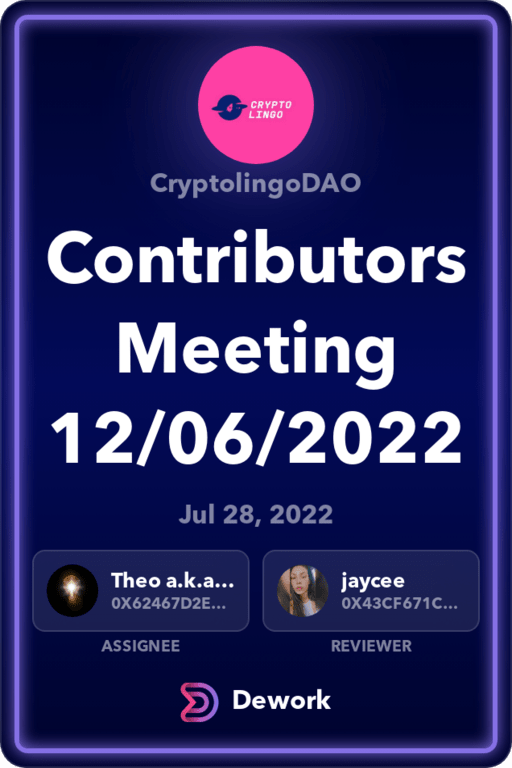 CRYPTO
LINGO
CryptolingoDAO
Contributors
Meeting
12/06/2022
Jul 28, 2022
Theo a.k.a...
0X62467D2E...
ASSIGNEE
jaycee
0X43CF671C...
REVIEWER
Dework